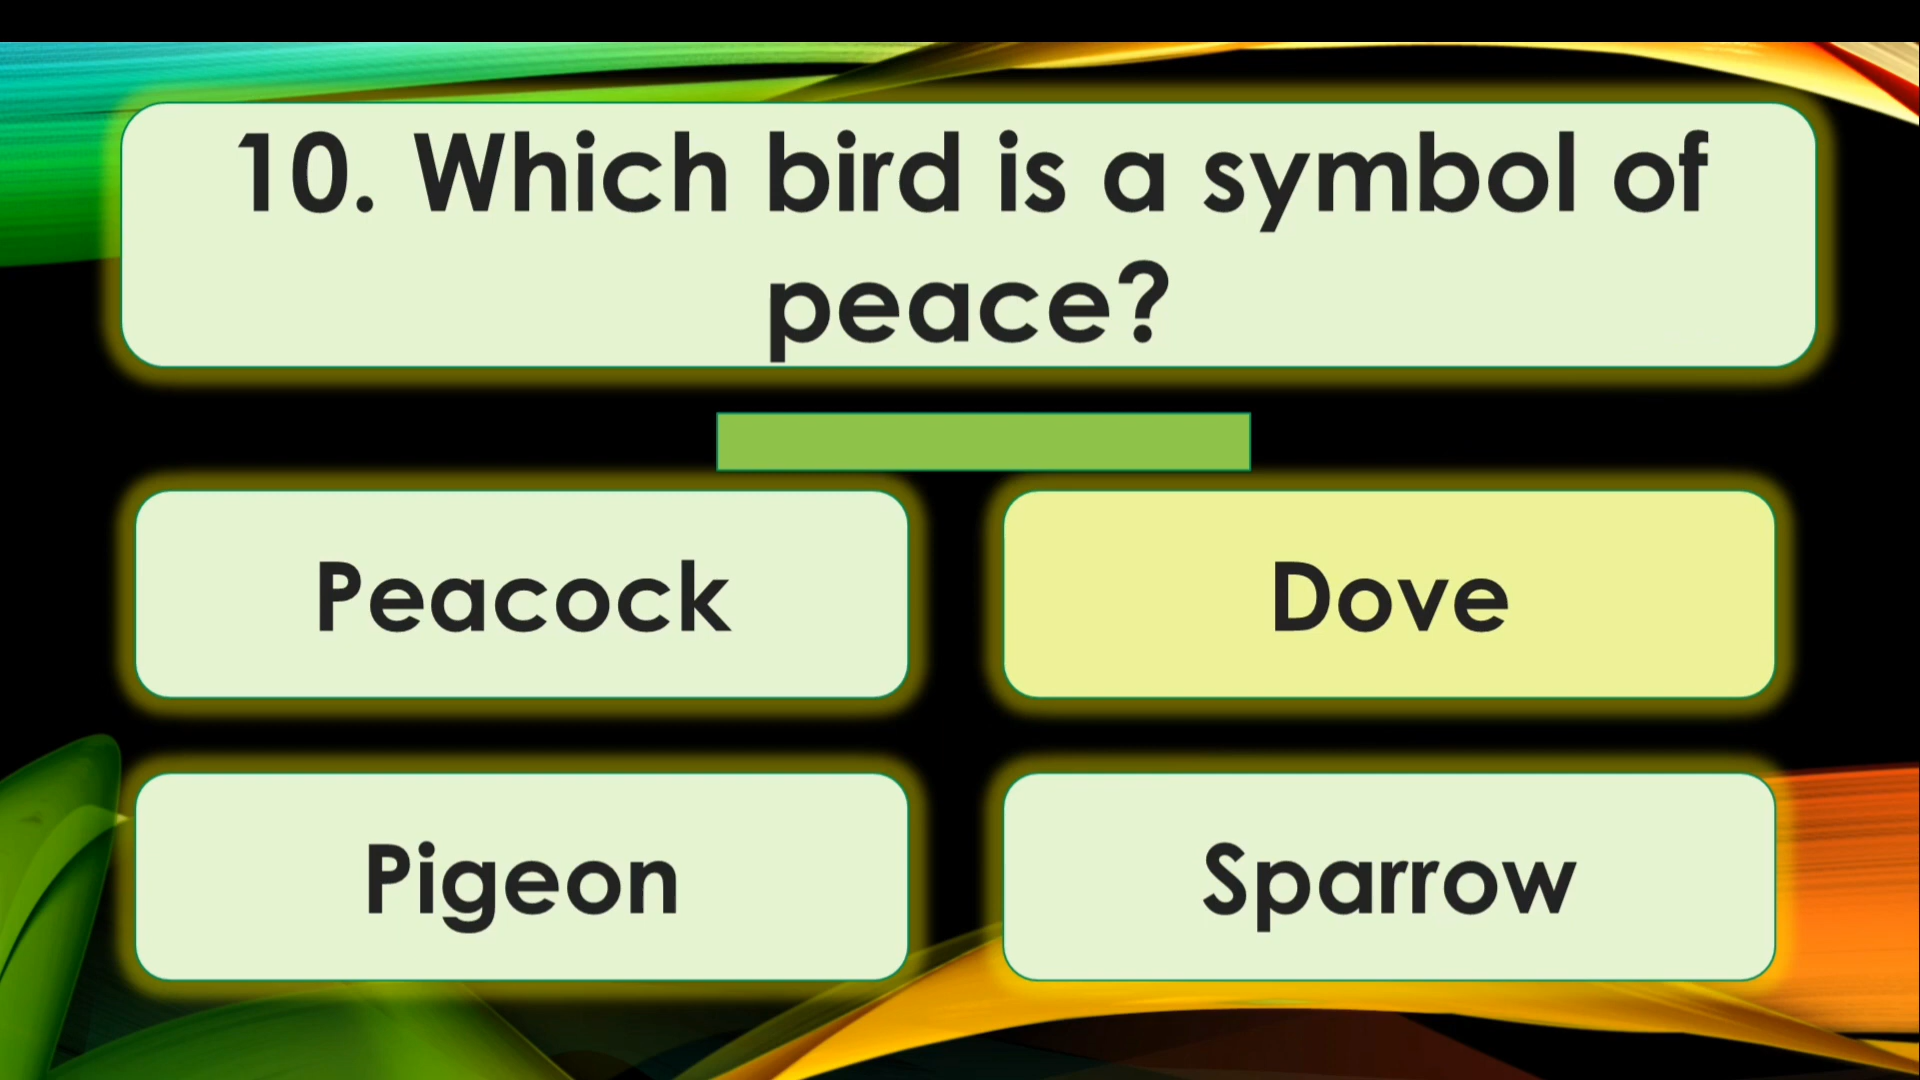 10. Which bird is a symbol of
peace?
Peacock
Dove
Pigeon
Sparrow